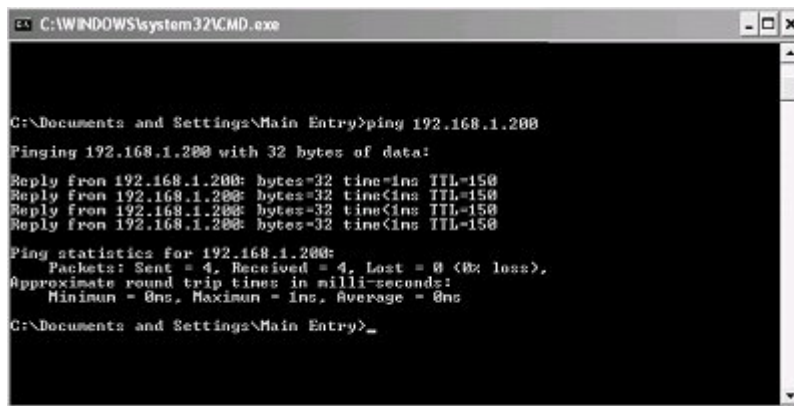 C:\WINDOWS\system32\CMD.exe
C:\Documents and Settings\Main Entry>ping 192.168.1.200
Pinging 192.168.1.200 with 32 bytes of data:
Reply from 192.168.1.200: bytes=32 time=1ms TTL=150
Reply from 192.168.1.200: bytes=32 time<1ms TTL=150
Reply from 192.168.1.200: bytes=32 time<1ms TTL=150
Reply from 192.168.1.200: bytes=32 time<1ms TTL=150
Ping statistics for 192.168.1.200:
Packets: Sent = 4, Received = 4, Lost = 0 (0% loss),
Approximate round trip times in milli-seconds:
Minimum = 0ms, Maximum = 1ms, Average = 0ms
C:\Documents and Settings\Main Entry>_